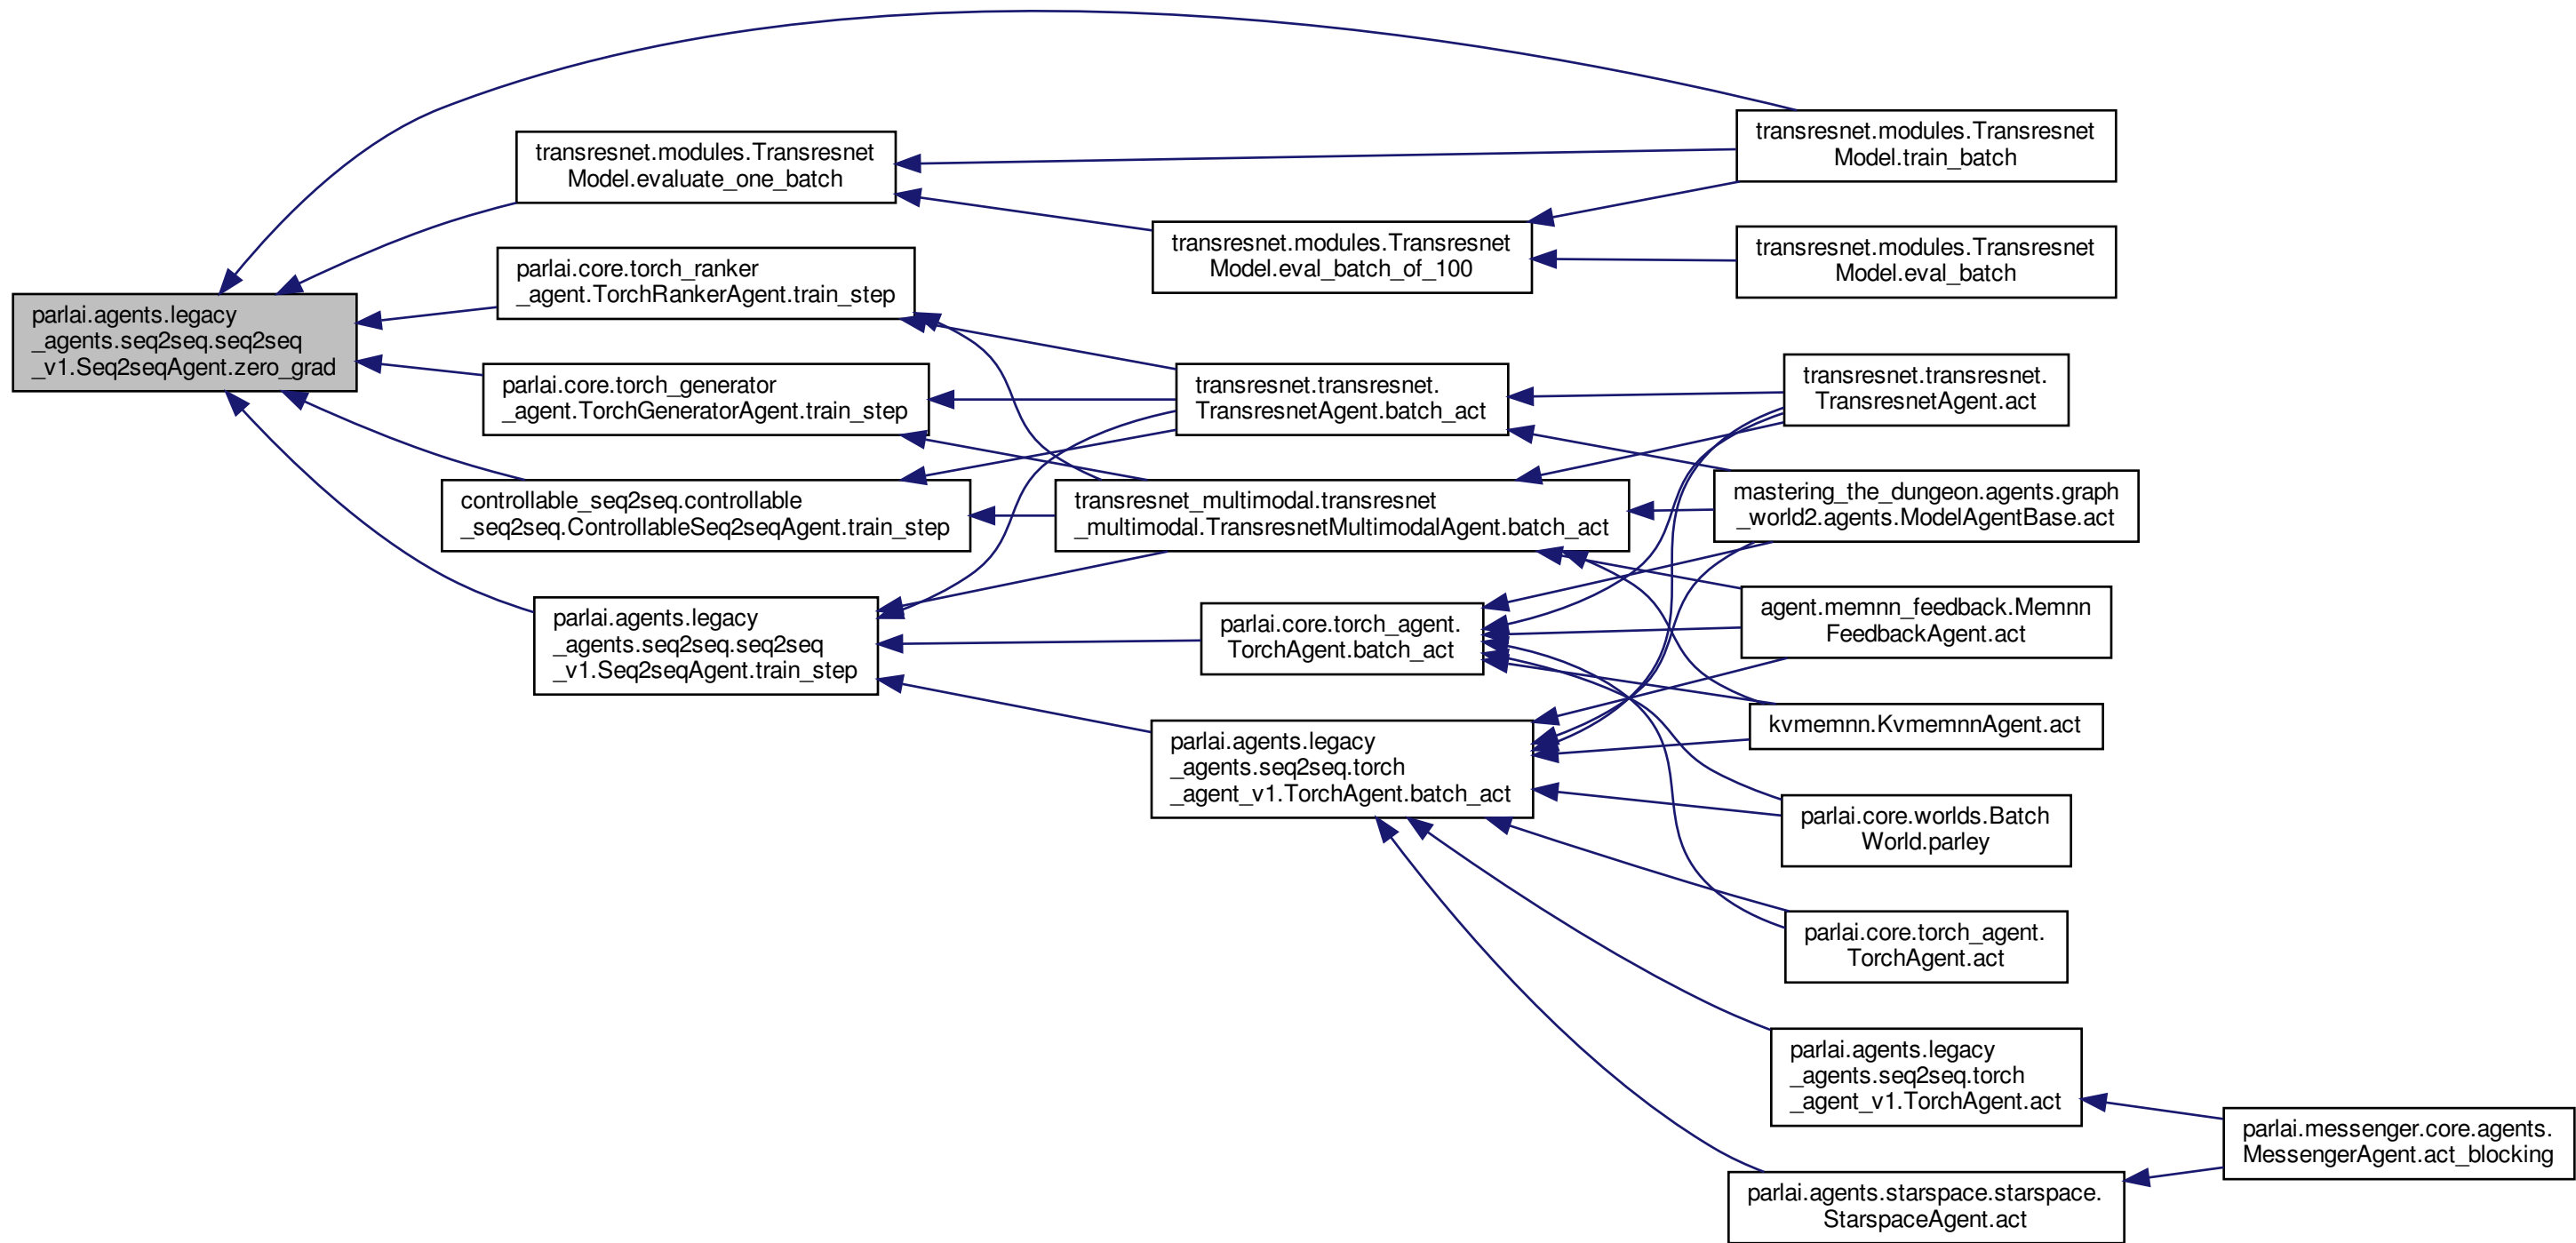 parlai.agents.legacy
_agents.seq2seq.seq2seq
_v1.Seq2seqAgent.zero_grad
transresnet.modules.Transresnet
Model.evaluate_one_batch
parlai.core.torch_ranker
_agent.TorchRankerAgent.train_step
parlai.core.torch_generator
_agent.TorchGeneratorAgent.train_step
controllable_seq2seq.controllable
_seq2seq.ControllableSeq2seqAgent.train_step
parlai.agents.legacy
_agents.seq2seq.seq2seq
_v1.Seq2seqAgent.train_step
transresnet.modules.Transresnet
Model.eval_batch_of_100
transresnet.transresnet.
TransresnetAgent.batch_act
transresnet_multimodal.transresnet
_multimodal.TransresnetMultimodalAgent.batch_act
parlai.core.torch_agent.
TorchAgent.batch_act
parlai.agents.legacy
_agents.seq2seq.torch
_agent_v1.TorchAgent.batch_act
transresnet.modules.Transresnet
Model.train_batch
transresnet.modules.Transresnet
Model.eval_batch
transresnet.transresnet.
TransresnetAgent.act
mastering_the_dungeon.agents.graph
_world2.agents.ModelAgentBase.act
agent.memnn_feedback.Memnn
FeedbackAgent.act
kvmemnn.KvmemnnAgent.act
parlai.core.worlds.Batch
World.parley
parlai.core.torch_agent.
TorchAgent.act
parlai.agents.legacy
_agents.seq2seq.torch
_agent_v1.TorchAgent.act
parlai.agents.starspace.starspace.
StarspaceAgent.act
parlai.messenger.core.agents.
MessengerAgent.act_blocking